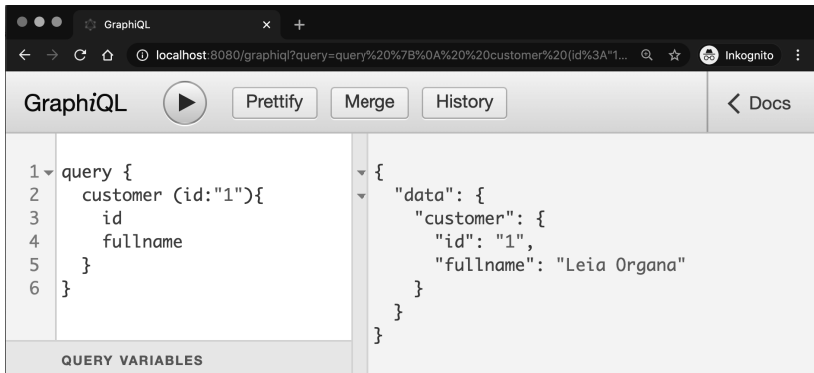 GraphiQL
localhost:8080/graphiql?query=query%20%7B%0A%20%20customer%20(id%3A"1... Inkognito
GraphiQL Prettify Merge History Docs
1 query {
2 customer (id:"1"){
3 id
4 fullname
5 }
6 }
QUERY VARIABLES
{
"data": {
"customer": {
"id": "1",
"fullname": "Leia Organa"
}
}
}